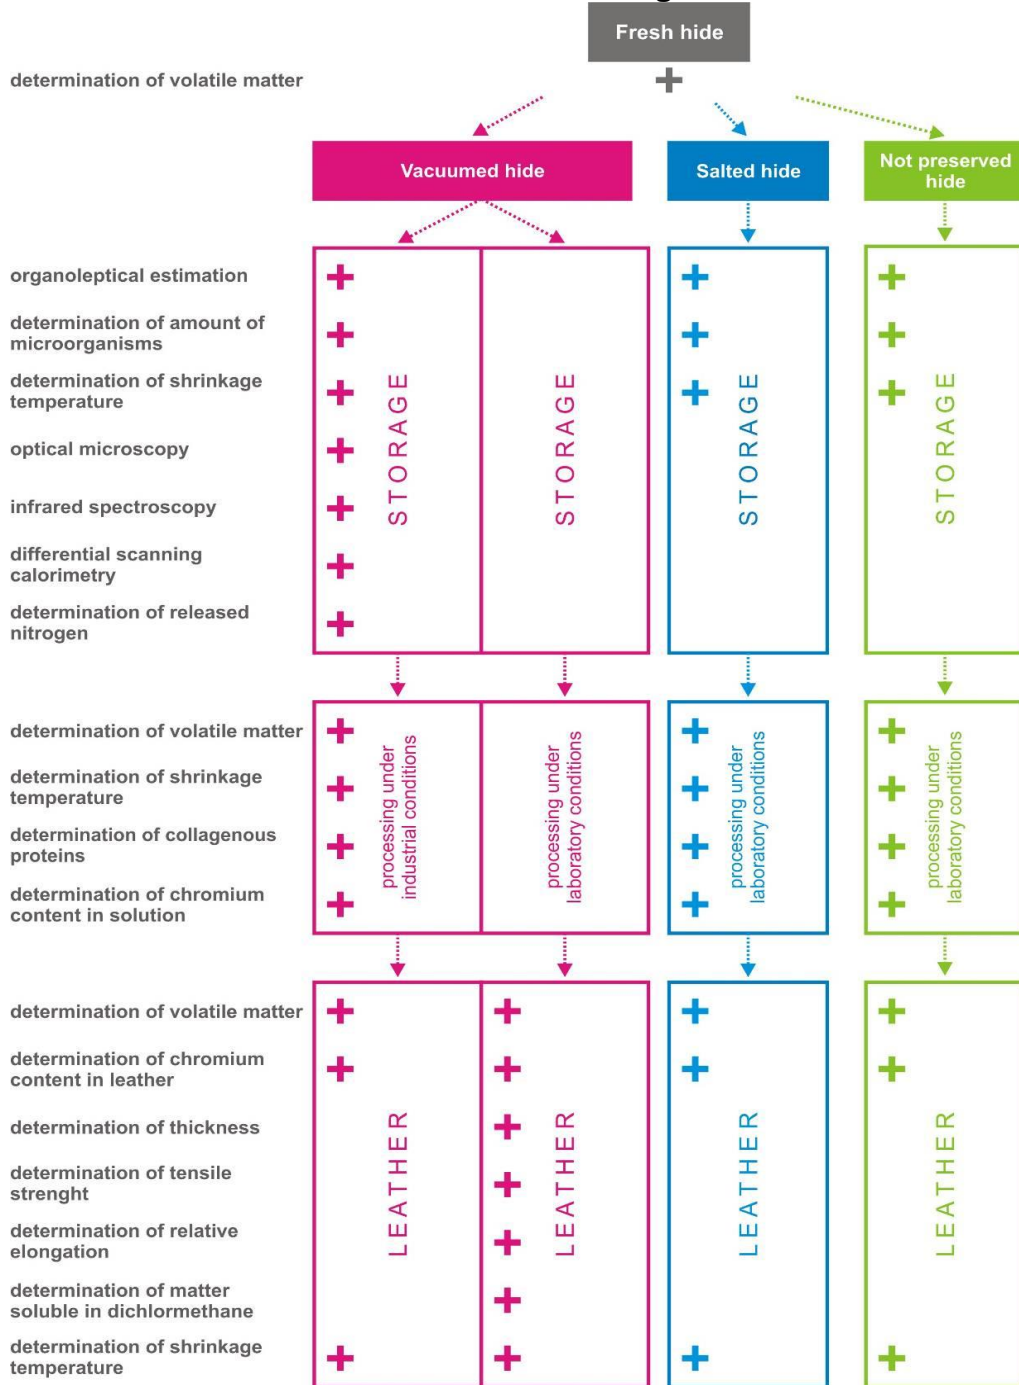 Fresh hide
determination of volatile matter
Vacuumed hide
Salted hide
Not preserved
hide
organoleptical estimation
determination of amount of
microorganisms
determination of shrinkage
temperature
optical microscopy
infrared spectroscopy
differential scanning
calorimetry
determination of released
nitrogen
STORAGE
STORAGE
STORAGE
STORAGE
determination of volatile matter
determination of shrinkage
temperature
determination of collagenous
proteins
determination of chromium
content in solution
processing under
industrial conditions
processing under
laboratory conditions
processing under
laboratory conditions
processing under
laboratory conditions
determination of volatile matter
determination of chromium
content in leather
determination of thickness
determination of tensile
strenght
determination of relative
elongation
determination of matter
soluble in dichlormethane
determination of shrinkage
temperature
LEATHER
LEATHER
LEATHER
LEATHER